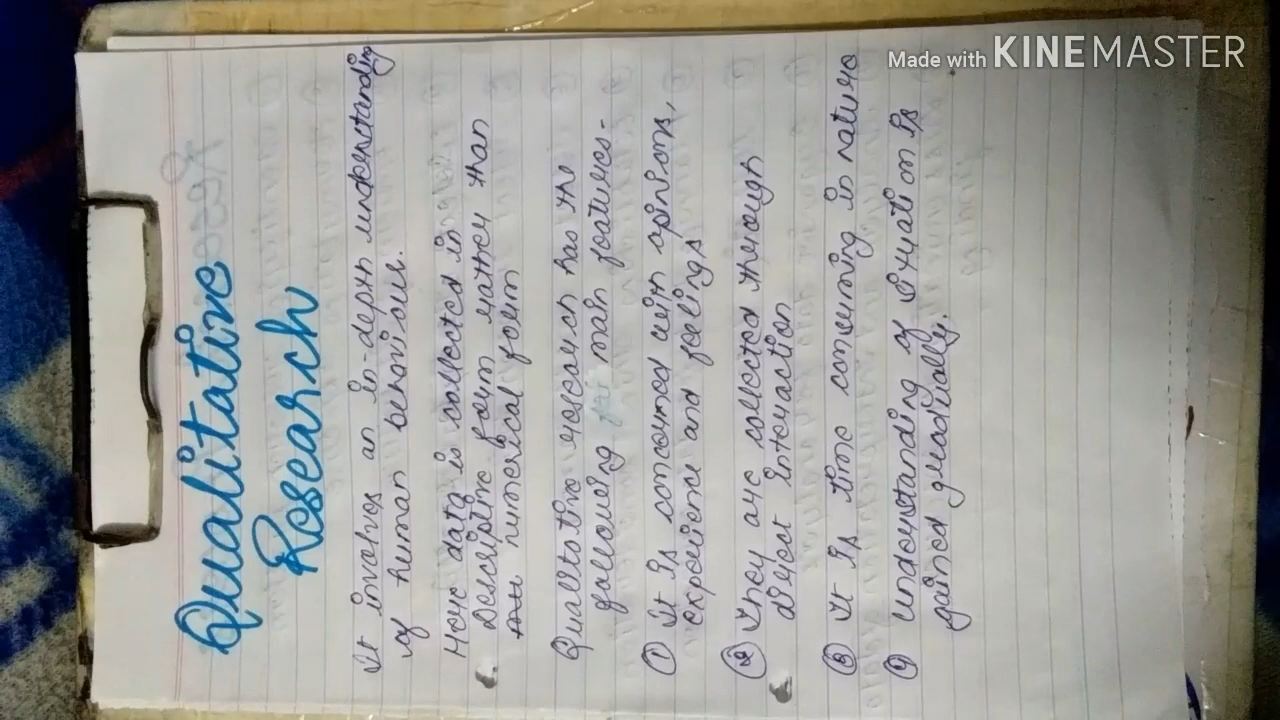 Qualitative
Research
It involves an in-depth understanding
of human behaviour.
Here data is collected in
Descriptive form rather than
numerical form
Qualitative research has the
following main features-
① It is concerned with opinions,
experience and feelings
② They are collected through
direct interaction
③ It is time consuming in nature
④ Understanding of situation is
gained gradually.
Made with KINEMASTER